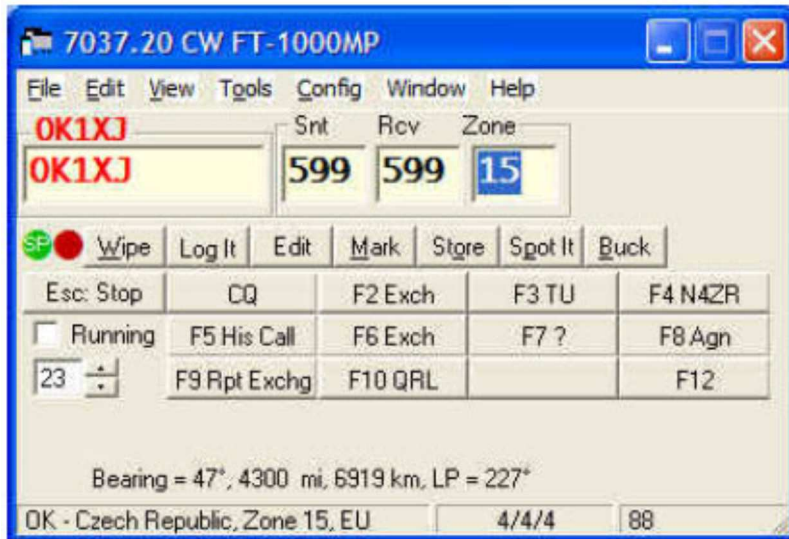 7037.20 CW FT-1000MP
File Edit View Tools Config Window Help
OK1XJ Snt Rcv Zone
OK1XJ 599 599 15
SP Wipe Log It Edit Mark Store Spot It Buck
Esc: Stop CQ F2 Exch F3 TU F4 N4ZR
Running F5 His Call F6 Exch F7 ? F8 Agn
23 F9 Rpt Exchg F10 QRL F12
Bearing = 47°, 4300 mi, 6919 km, LP = 227°
OK - Czech Republic, Zone 15, EU 4/4/4 88